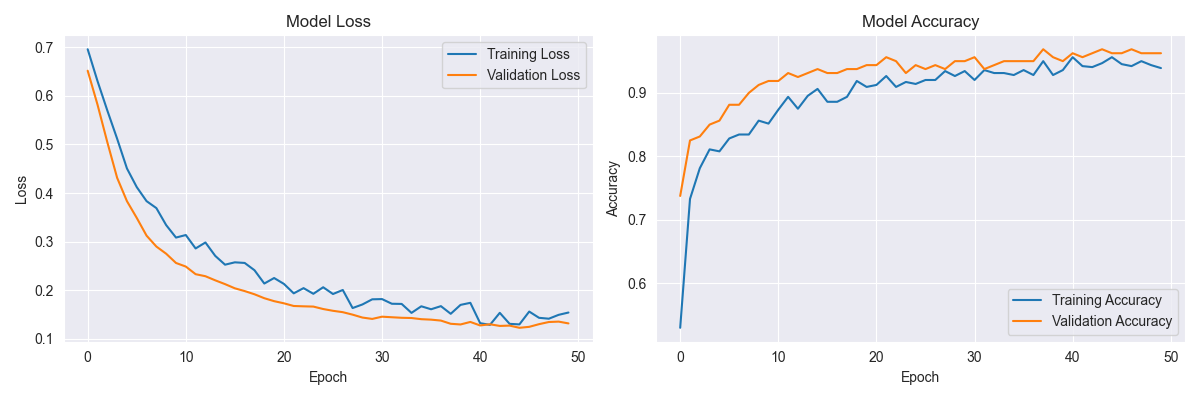 Model Loss
Loss
0.7
0.6
0.5
0.4
0.3
0.2
0.1
Training Loss
Validation Loss
0 10 20 30 40 50
Epoch
Model Accuracy
Accuracy
0.9
0.8
0.7
0.6
Training Accuracy
Validation Accuracy
0 10 20 30 40 50
Epoch